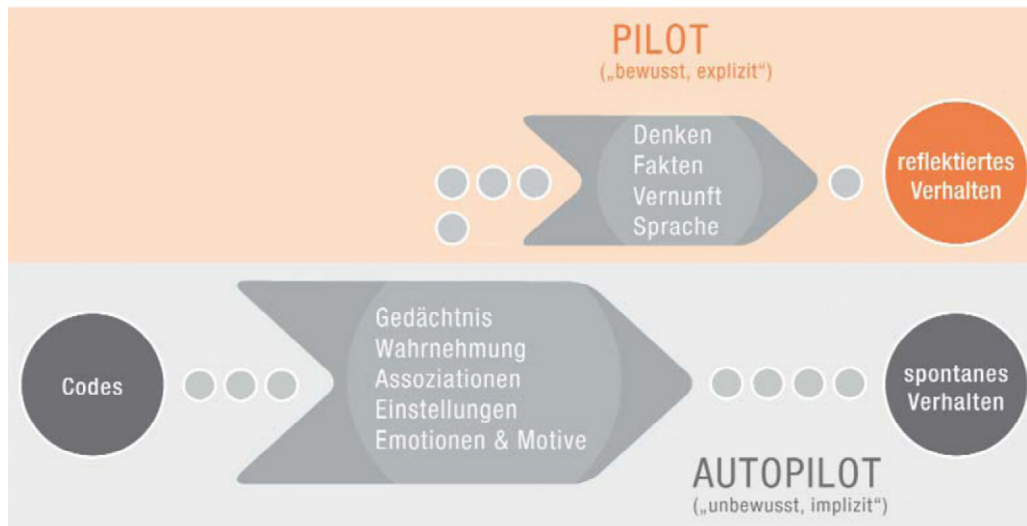 PILOT
(„bewusst, explizit“)
Denken
Fakten
Vernunft
Sprache
reflektiertes
Verhalten
Codes
Gedächtnis
Wahrnehmung
Assoziationen
Einstellungen
Emotionen & Motive
spontanes
Verhalten
AUTOPILOT
(„unbewusst, implizit“)